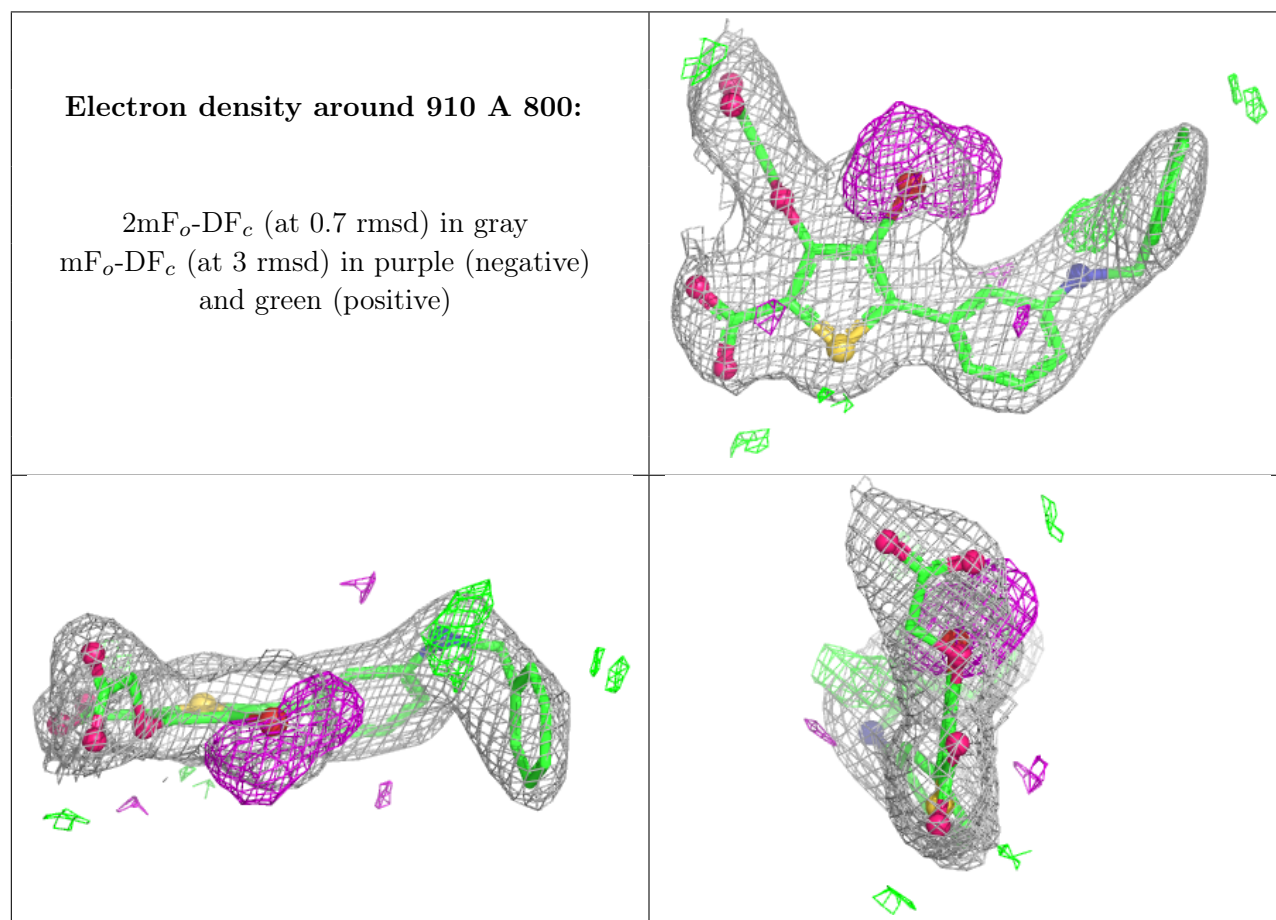 Electron density around 910 A 800:
2mFₒ-DF𝒸 (at 0.7 rmsd) in gray
mFₒ-DF𝒸 (at 3 rmsd) in purple (negative)
and green (positive)